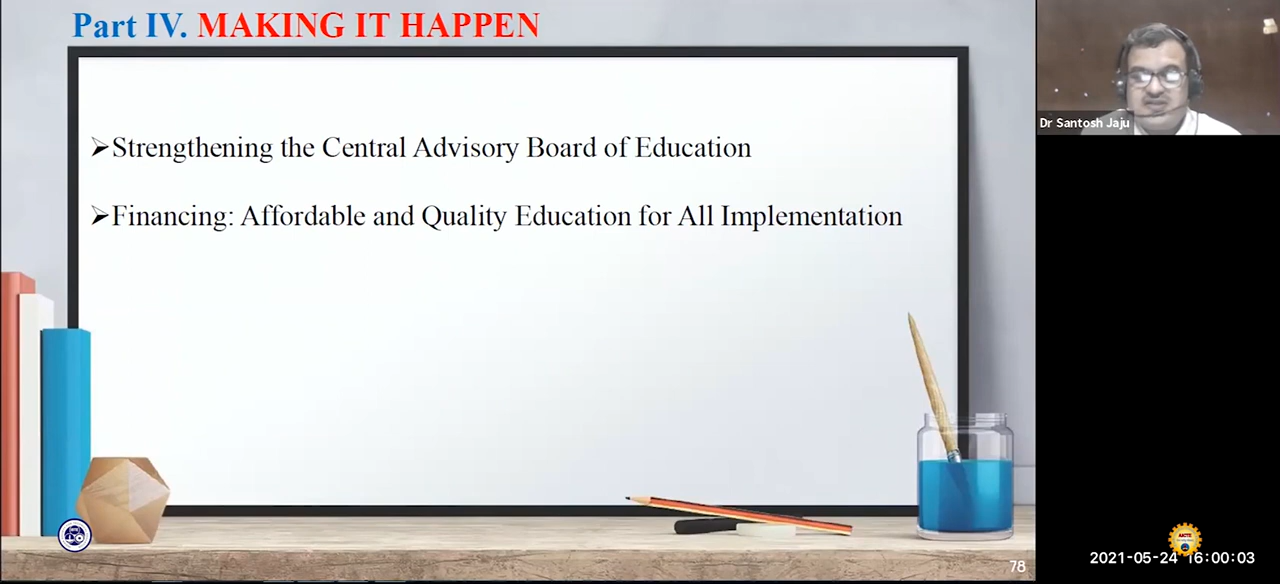 Part IV. MAKING IT HAPPEN
➢Strengthening the Central Advisory Board of Education
➢Financing: Affordable and Quality Education for All Implementation
Dr Santosh Jaju
AICTE
78
2021-05-24 16:00:03